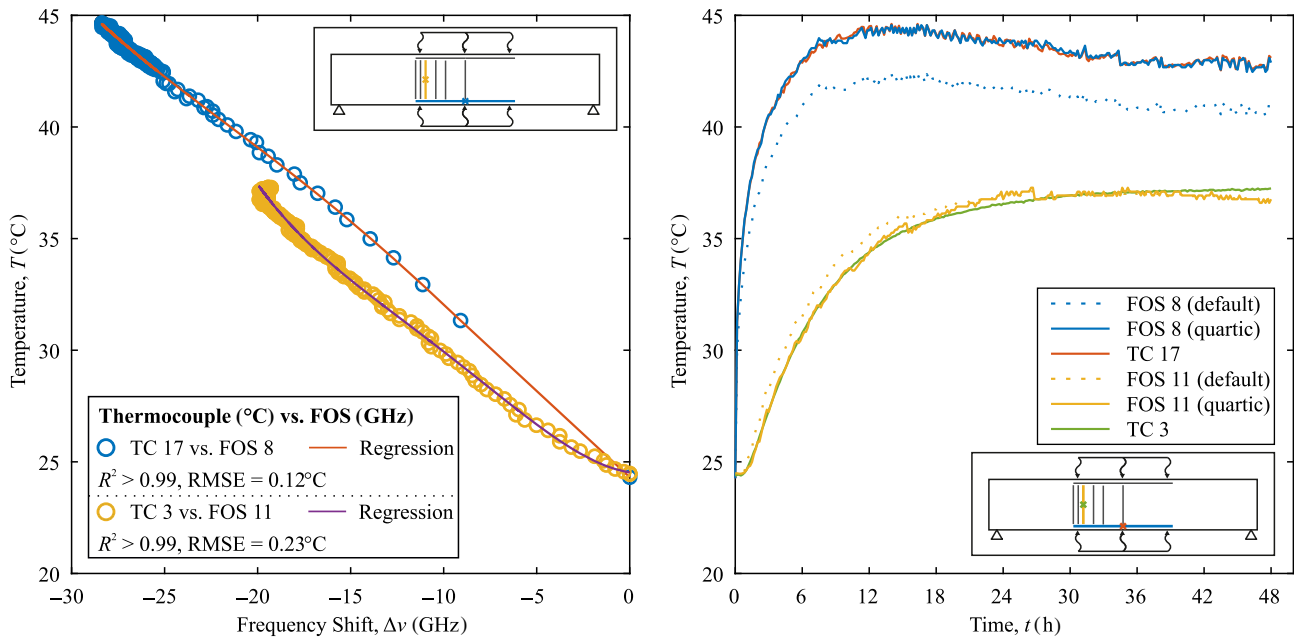 45
40
35
30
25
20
Temperature, T (°C)
−30
−25
−20
−15
−10
−5
0
Frequency Shift, Δν (GHz)
Thermocouple (°C) vs. FOS (GHz)
TC 17 vs. FOS 8 Regression
R² > 0.99, RMSE = 0.12°C
TC 3 vs. FOS 11 Regression
R² > 0.99, RMSE = 0.23°C
45
40
35
30
25
20
Temperature, T (°C)
0
6
12
18
24
30
36
42
48
Time, t (h)
FOS 8 (default)
FOS 8 (quartic)
TC 17
FOS 11 (default)
FOS 11 (quartic)
TC 3